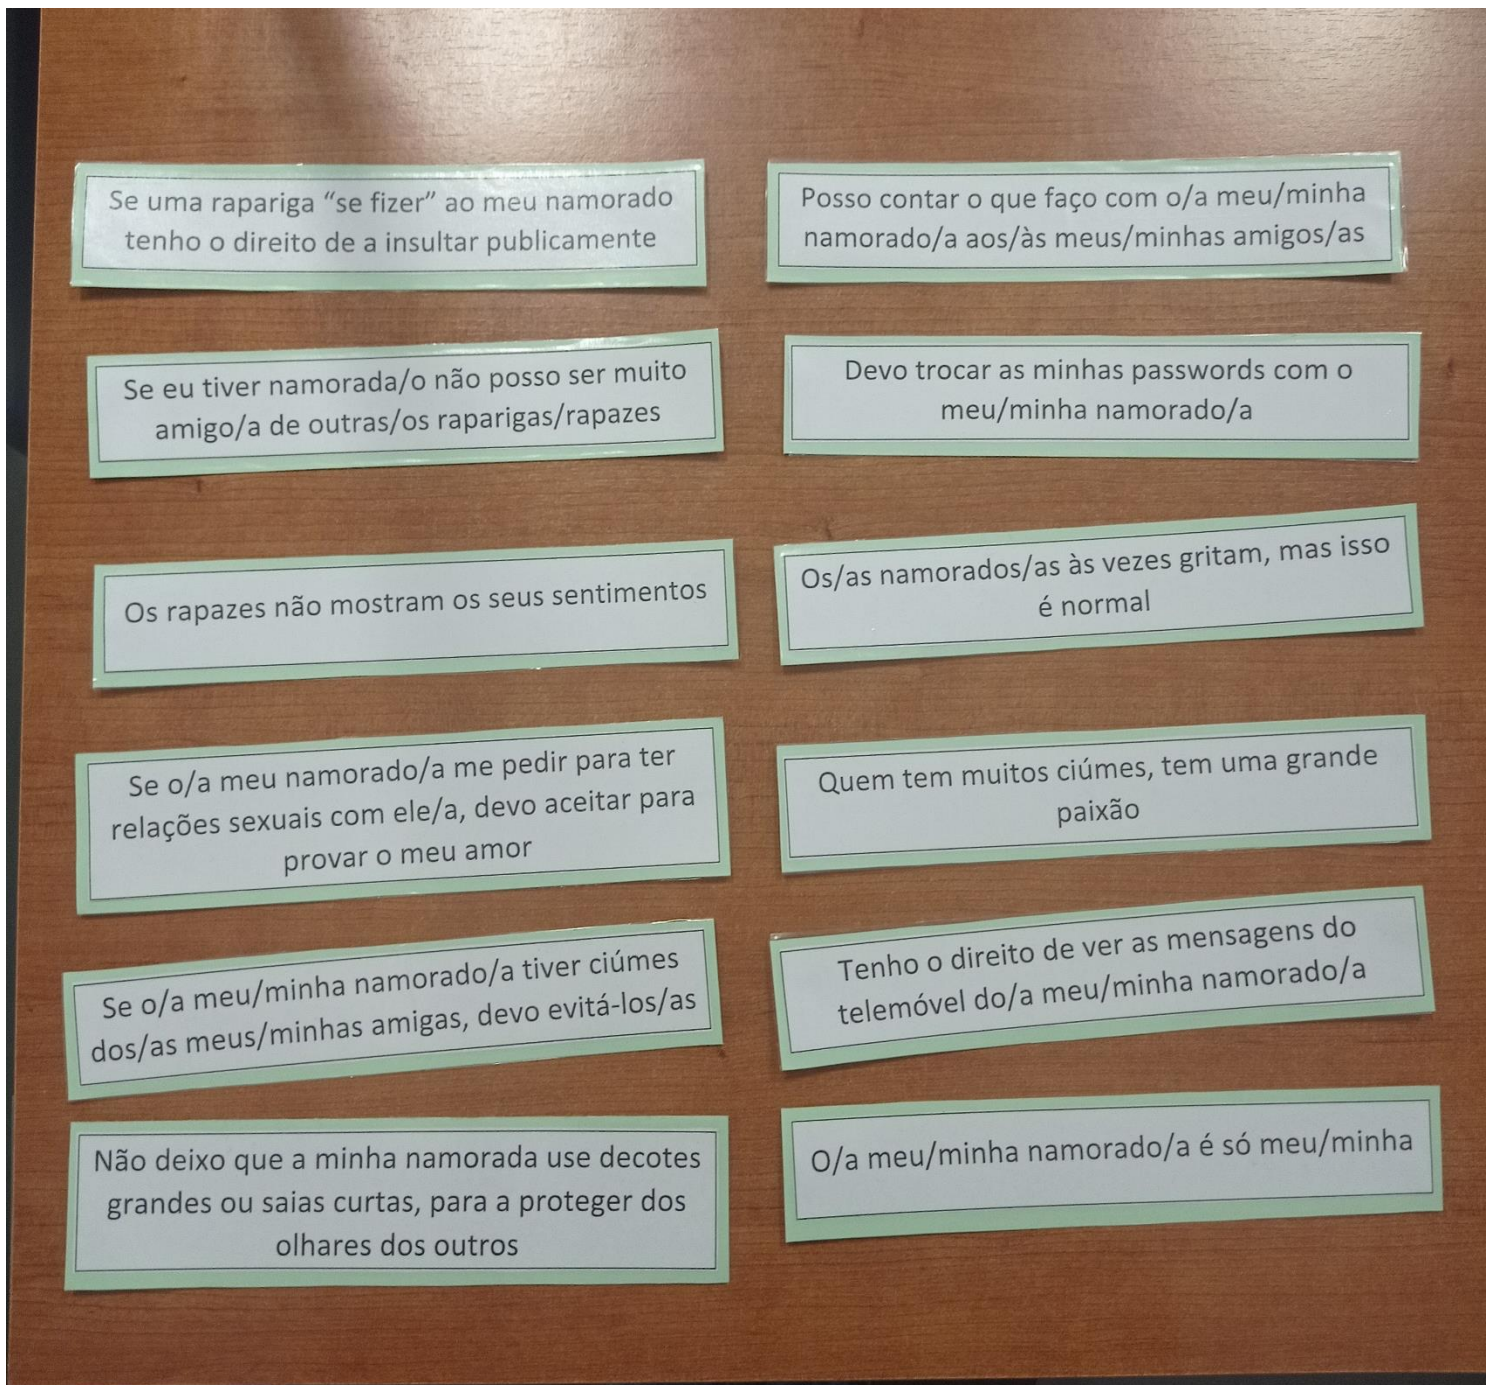 Se uma rapariga “se fizer” ao meu namorado
tenho o direito de a insultar publicamente
Posso contar o que faço com o/a meu/minha
namorado/a aos/às meus/minhas amigos/as
Se eu tiver namorada/o não posso ser muito
amigo/a de outras/os raparigas/rapazes
Devo trocar as minhas passwords com o
meu/minha namorado/a
Os rapazes não mostram os seus sentimentos
Os/as namorados/as às vezes gritam, mas isso
é normal
Se o/a meu namorado/a me pedir para ter
relações sexuais com ele/a, devo aceitar para
provar o meu amor
Quem tem muitos ciúmes, tem uma grande
paixão
Se o/a meu/minha namorado/a tiver ciúmes
dos/as meus/minhas amigas, devo evitá-los/as
Tenho o direito de ver as mensagens do
telemóvel do/a meu/minha namorado/a
Não deixo que a minha namorada use decotes
grandes ou saias curtas, para a proteger dos
olhares dos outros
O/a meu/minha namorado/a é só meu/minha